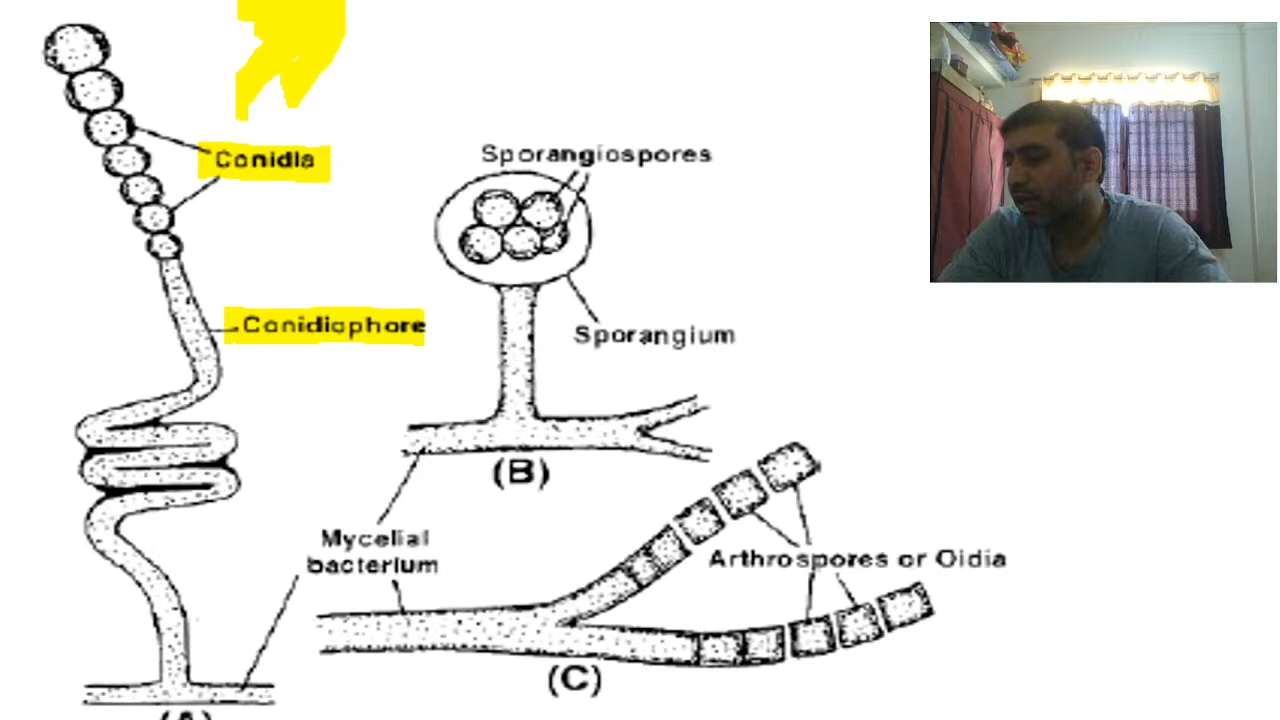 Conidia
Sporangiospores
Conidiophore
Sporangium
(B)
Mycelial
bacterium
Arthrospores or Oidia
(C)
(A)